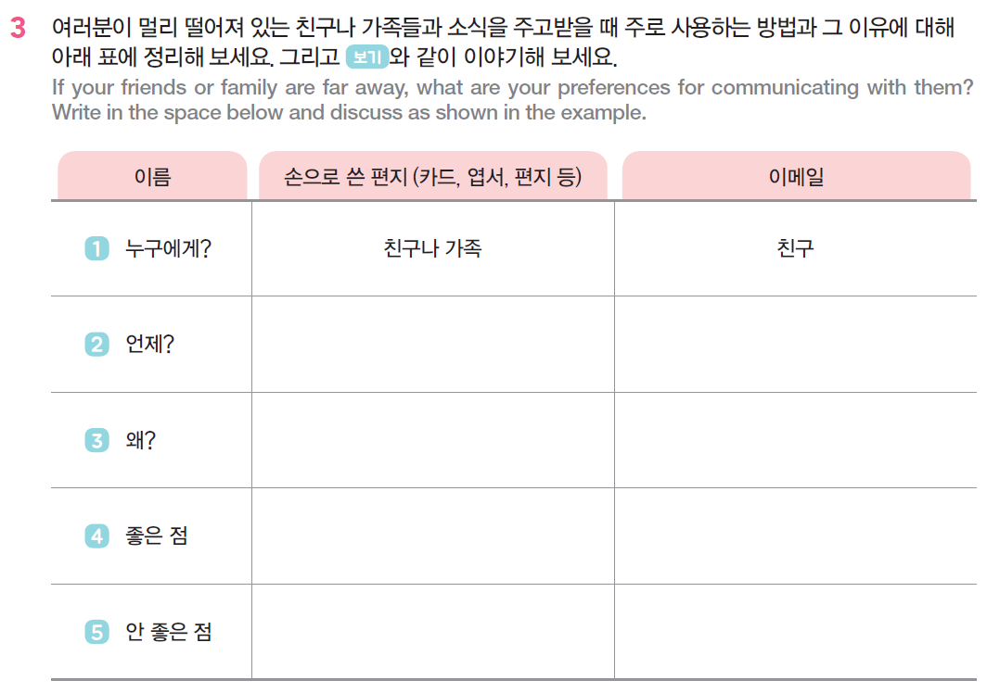 3 여러분이 멀리 떨어져 있는 친구나 가족들과 소식을 주고받을 때 주로 사용하는 방법과 그 이유에 대해
아래 표에 정리해 보세요. 그리고 보기와 같이 이야기해 보세요.
If your friends or family are far away, what are your preferences for communicating with them?
Write in the space below and discuss as shown in the example.
이름 손으로 쓴 편지 (카드, 엽서, 편지 등) 이메일
1 누구에게? 친구나 가족 친구
2 언제?
3 왜?
4 좋은 점
5 안 좋은 점